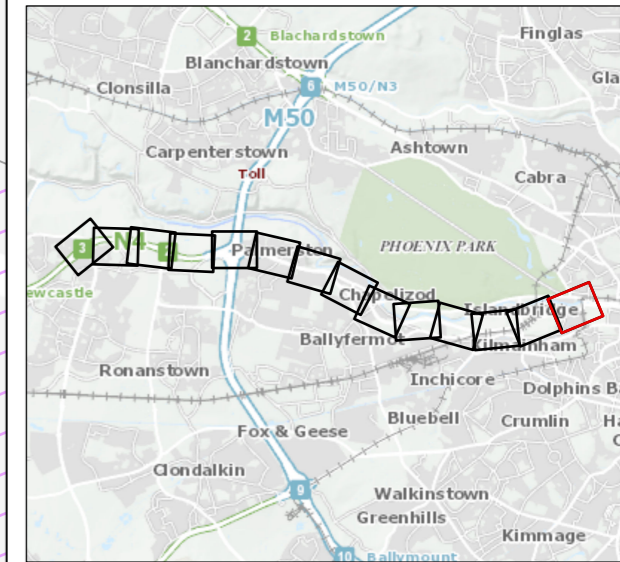 Finglas
2 Blachardstown
Blanchardstown
Clonsilla
6 M50/N3
Gla
M50
Ashtown
Carpenterstown
Toll
Cabra
N4
3
Palmerston
PHOENIX PARK
ewcastle
Chapelizod
Islandbridge
Ballyfermot
Kilmainham
Ronanstown
Inchicore
Dolphins Ba
Bluebell
Crumlin
Ha
C
Fox & Geese
Clondalkin
9
Walkinstown
Greenhills
Kimmage
10 Ballymount